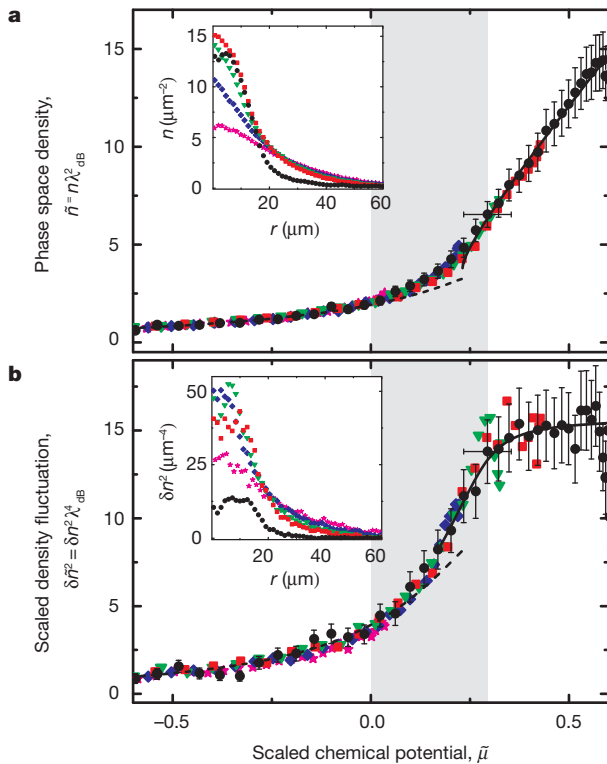 a
15
10
5
0
Phase space density,
ñ = nλ²dB
15
10
5
0
n (μm⁻²)
20
40
60
r (μm)
b
20
15
10
5
0
Scaled density fluctuation,
δñ² = δn²λ⁴dB
50
25
0
δn² (μm⁻⁴)
20
40
60
r (μm)
−0.5
0.0
0.5
Scaled chemical potential, μ̃